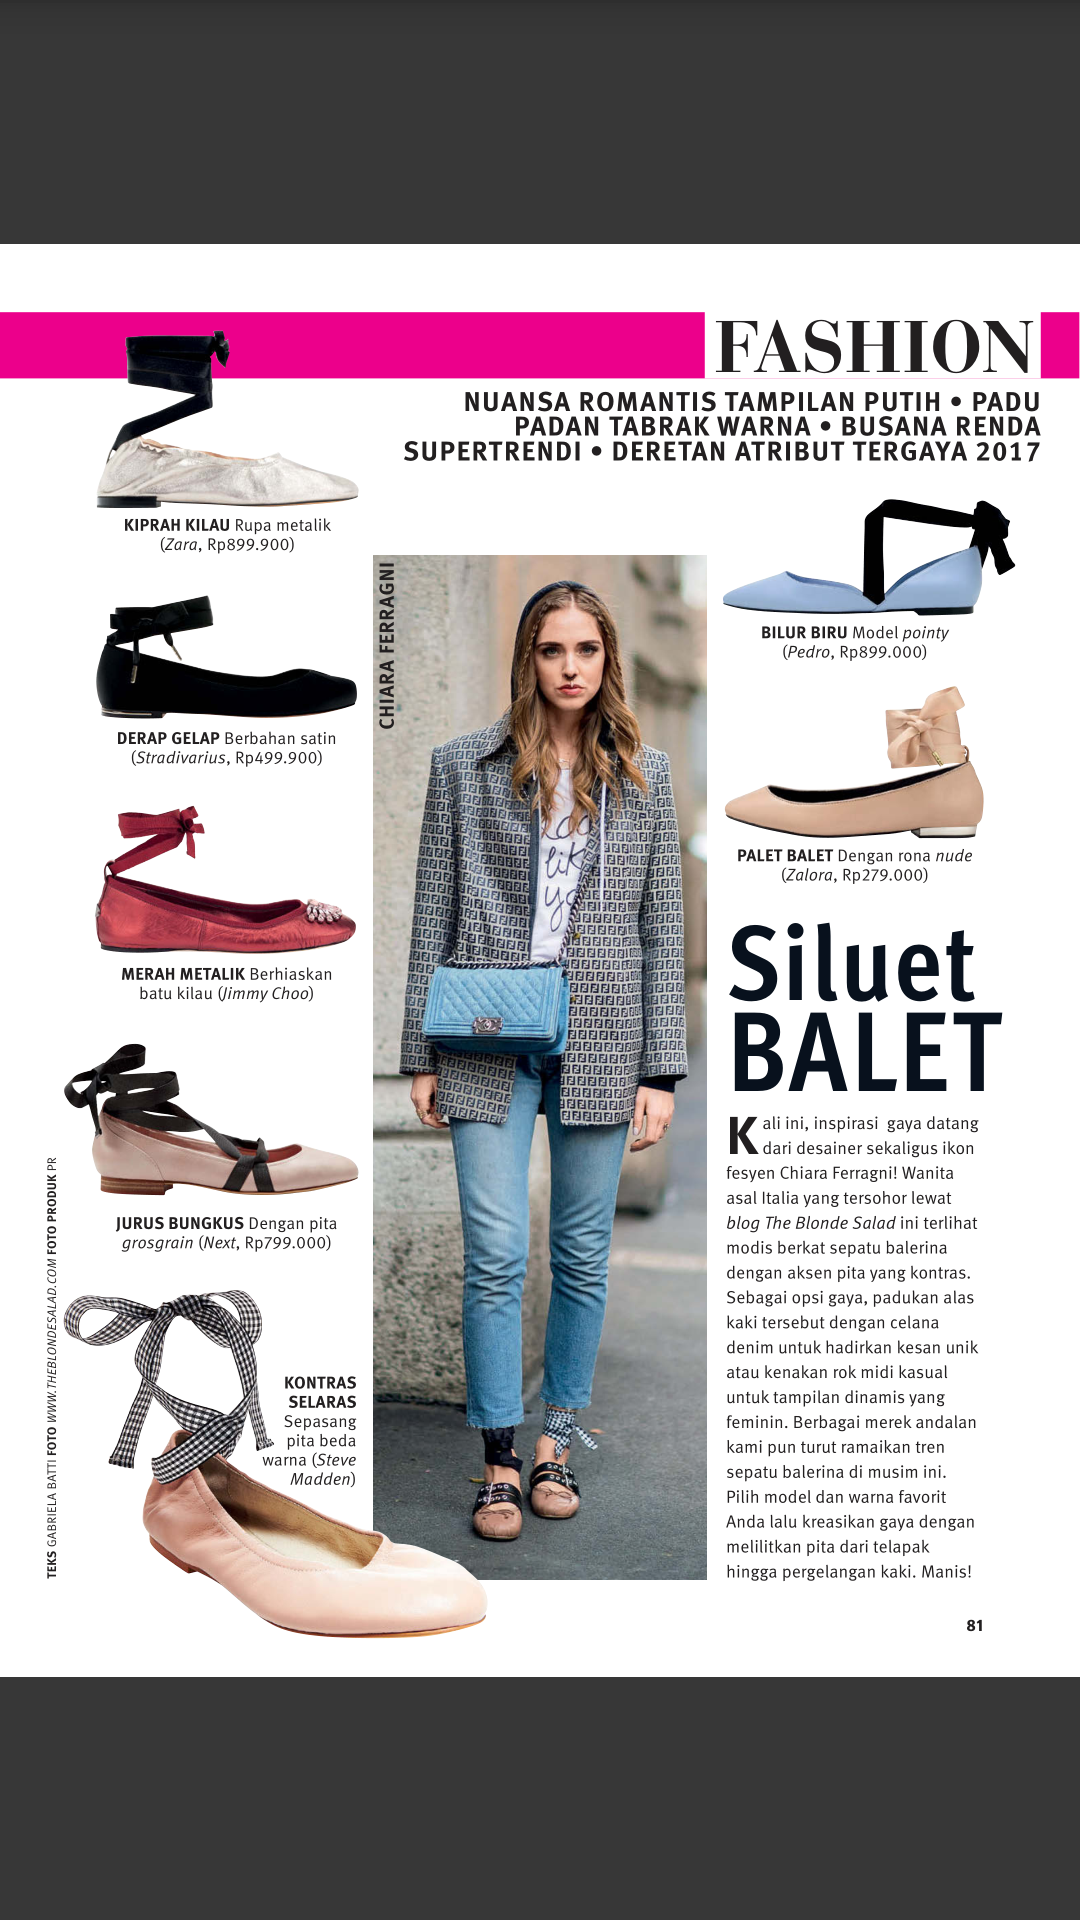 FASHION
NUANSA ROMANTIS TAMPILAN PUTIH • PADU
PADAN TABRAK WARNA • BUSANA RENDA
SUPERTRENDI • DERETAN ATRIBUT TERGAYA 2017
KIPRAH KILAU Rupa metalik
(Zara, Rp899.900)
DERAP GELAP Berbahan satin
(Stradivarius, Rp499.900)
MERAH METALIK Berhiaskan
batu kilau (Jimmy Choo)
JURUS BUNGKUS Dengan pita
grosgrain (Next, Rp799.000)
KONTRAS
SELARAS
Sepasang
pita beda
warna (Steve
Madden)
TEKS GABRIELA BATTI FOTO WWW.THEBLONDESALAD.COM FOTO PRODUK PR
CHIARA FERRAGNI
like
BILUR BIRU Model pointy
(Pedro, Rp899.000)
PALET BALET Dengan rona nude
(Zalora, Rp279.000)
Siluet
BALET
Kali ini, inspirasi gaya datang
dari desainer sekaligus ikon
fesyen Chiara Ferragni! Wanita
asal Italia yang tersohor lewat
blog The Blonde Salad ini terlihat
modis berkat sepatu balerina
dengan aksen pita yang kontras.
Sebagai opsi gaya, padukan alas
kaki tersebut dengan celana
denim untuk hadirkan kesan unik
atau kenakan rok midi kasual
untuk tampilan dinamis yang
feminin. Berbagai merek andalan
kami pun turut ramaikan tren
sepatu balerina di musim ini.
Pilih model dan warna favorit
Anda lalu kreasikan gaya dengan
melilitkan pita dari telapak
hingga pergelangan kaki. Manis!
81